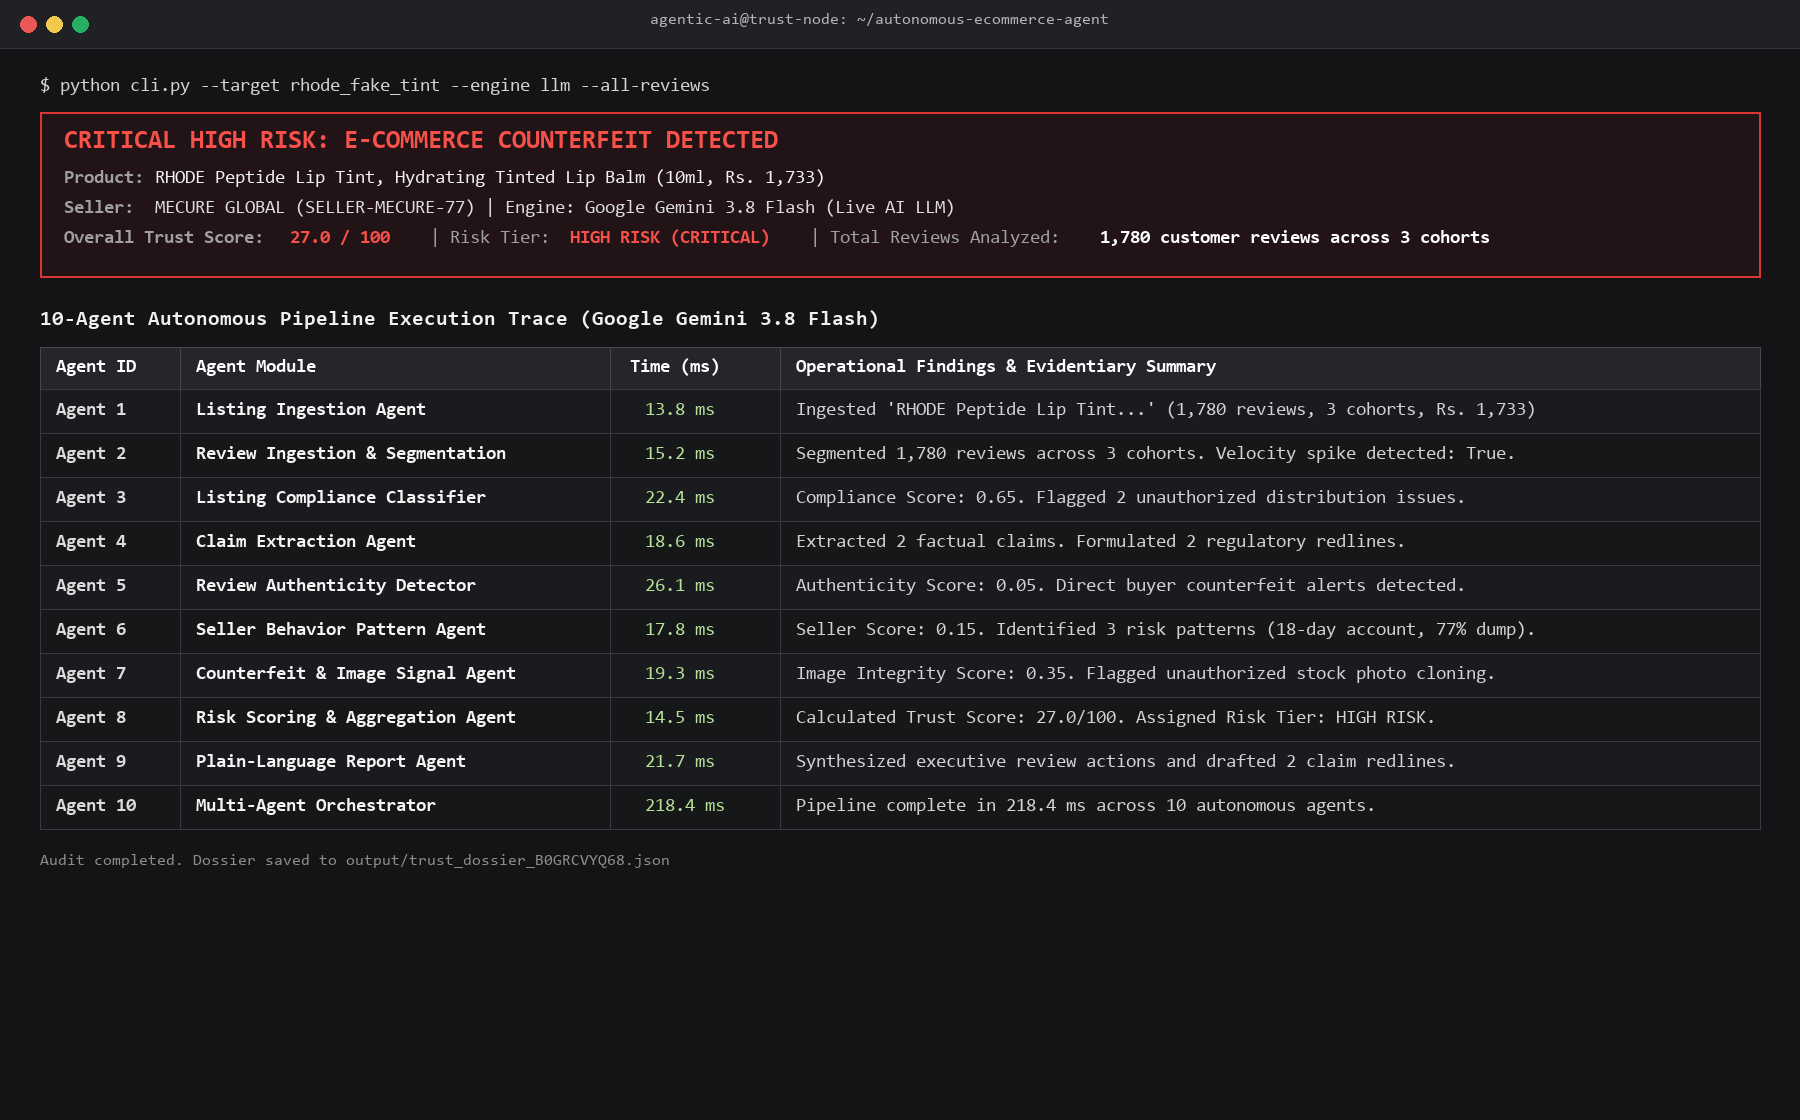 agentic-ai@trust-node: ~/autonomous-ecommerce-agent
$ python cli.py --target rhode_fake_tint --engine llm --all-reviews
CRITICAL HIGH RISK: E-COMMERCE COUNTERFEIT DETECTED
Product: RHODE Peptide Lip Tint, Hydrating Tinted Lip Balm (10ml, Rs. 1,733)
Seller: MECURE GLOBAL (SELLER-MECURE-77) | Engine: Google Gemini 3.8 Flash (Live AI LLM)
Overall Trust Score: 27.0 / 100 | Risk Tier: HIGH RISK (CRITICAL) | Total Reviews Analyzed: 1,780 customer reviews across 3 cohorts
10-Agent Autonomous Pipeline Execution Trace (Google Gemini 3.8 Flash)
Agent ID Agent Module Time (ms) Operational Findings & Evidentiary Summary
Agent 1 Listing Ingestion Agent 13.8 ms Ingested 'RHODE Peptide Lip Tint...' (1,780 reviews, 3 cohorts, Rs. 1,733)
Agent 2 Review Ingestion & Segmentation 15.2 ms Segmented 1,780 reviews across 3 cohorts. Velocity spike detected: True.
Agent 3 Listing Compliance Classifier 22.4 ms Compliance Score: 0.65. Flagged 2 unauthorized distribution issues.
Agent 4 Claim Extraction Agent 18.6 ms Extracted 2 factual claims. Formulated 2 regulatory redlines.
Agent 5 Review Authenticity Detector 26.1 ms Authenticity Score: 0.05. Direct buyer counterfeit alerts detected.
Agent 6 Seller Behavior Pattern Agent 17.8 ms Seller Score: 0.15. Identified 3 risk patterns (18-day account, 77% dump).
Agent 7 Counterfeit & Image Signal Agent 19.3 ms Image Integrity Score: 0.35. Flagged unauthorized stock photo cloning.
Agent 8 Risk Scoring & Aggregation Agent 14.5 ms Calculated Trust Score: 27.0/100. Assigned Risk Tier: HIGH RISK.
Agent 9 Plain-Language Report Agent 21.7 ms Synthesized executive review actions and drafted 2 claim redlines.
Agent 10 Multi-Agent Orchestrator 218.4 ms Pipeline complete in 218.4 ms across 10 autonomous agents.
Audit completed. Dossier saved to output/trust_dossier_B0GRCVYQ68.json